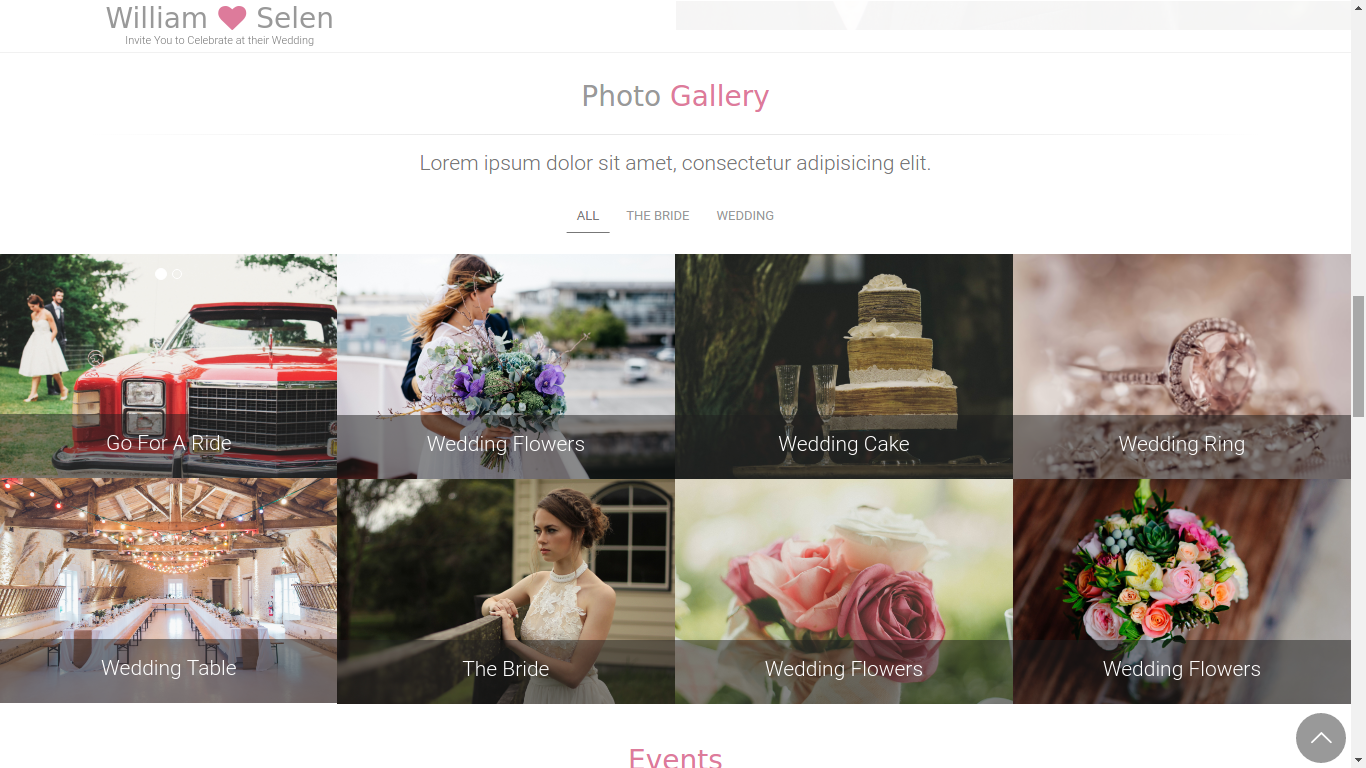 William Selen
Invite You to Celebrate at their Wedding
Photo Gallery
Lorem ipsum dolor sit amet, consectetur adipisicing elit.
ALL THE BRIDE WEDDING
Go For A Ride Wedding Flowers Wedding Cake Wedding Ring
Wedding Table The Bride Wedding Flowers Wedding Flowers
Events